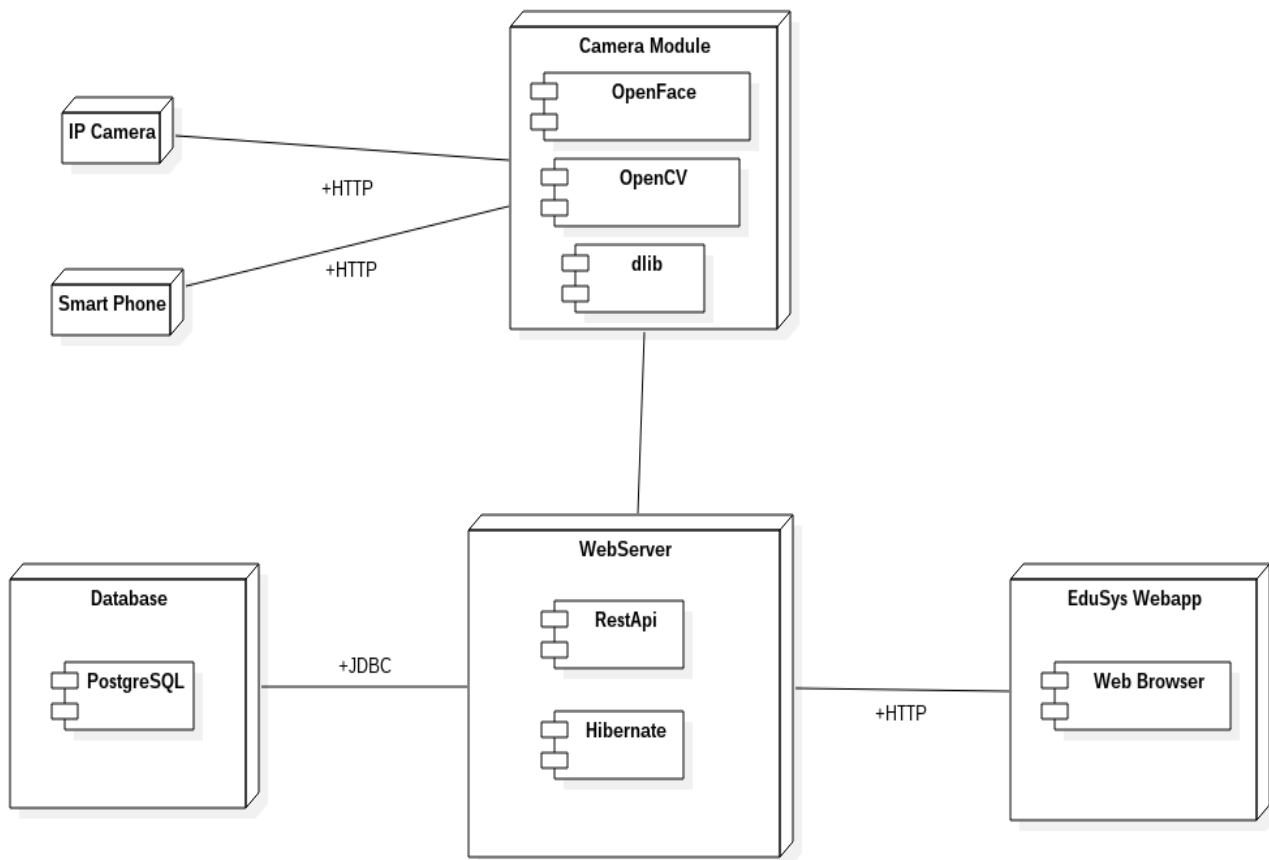 Camera Module
OpenFace
OpenCV
dlib
IP Camera
+HTTP
Smart Phone
+HTTP
WebServer
RestApi
Hibernate
Database
PostgreSQL
+JDBC
EduSys Webapp
Web Browser
+HTTP